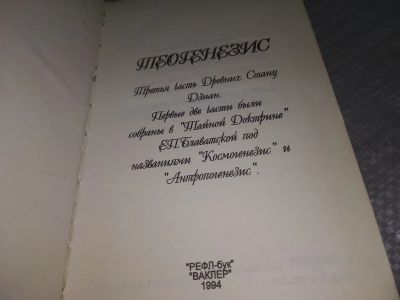 ТЕОГЕНЕЗИС
Третья часть Древних Станц
Дзиан.
Первые две части были
собраны в "Тайной Доктрине"
Е.П.Блаватской под
названиями "Космогенезис" и
"Антропогенезис".
"РЕФЛ-бук"
"ВАКЛЕР"
1994